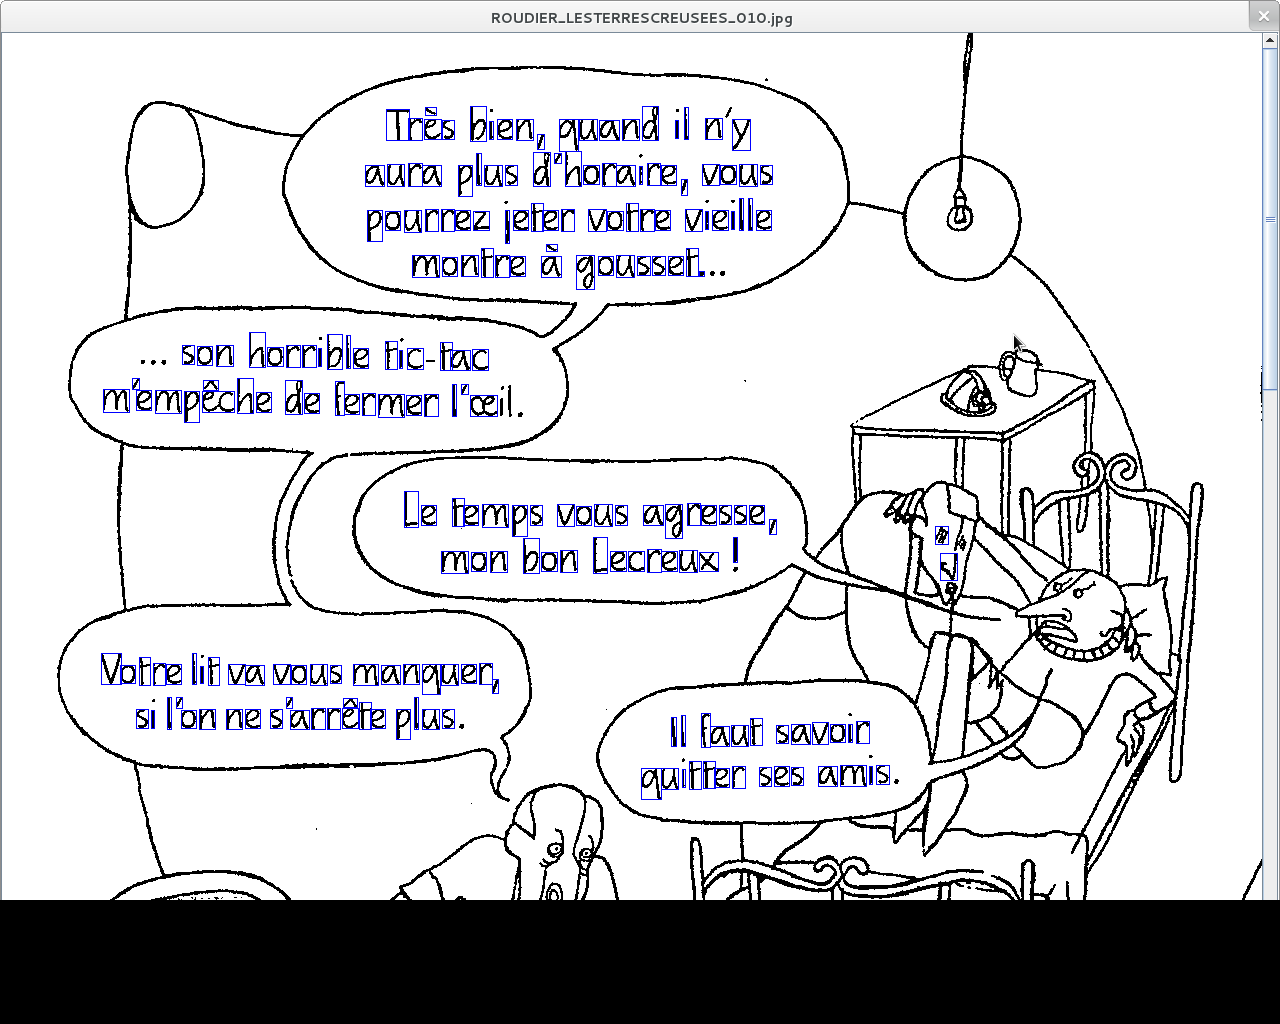 ROUDIER_LESTERRESCREUSEES_010.jpg
Très bien, quand il n'y
aura plus d'horaire, vous
pourrez jeter votre vieille
montre à gousset...
... son horrible tic-tac
m'empêche de fermer l'œil.
Le temps vous agresse,
mon bon Lecreux !
Votre lit va vous manquer,
si l'on ne s'arrête plus.
Il faut savoir
quitter ses amis.